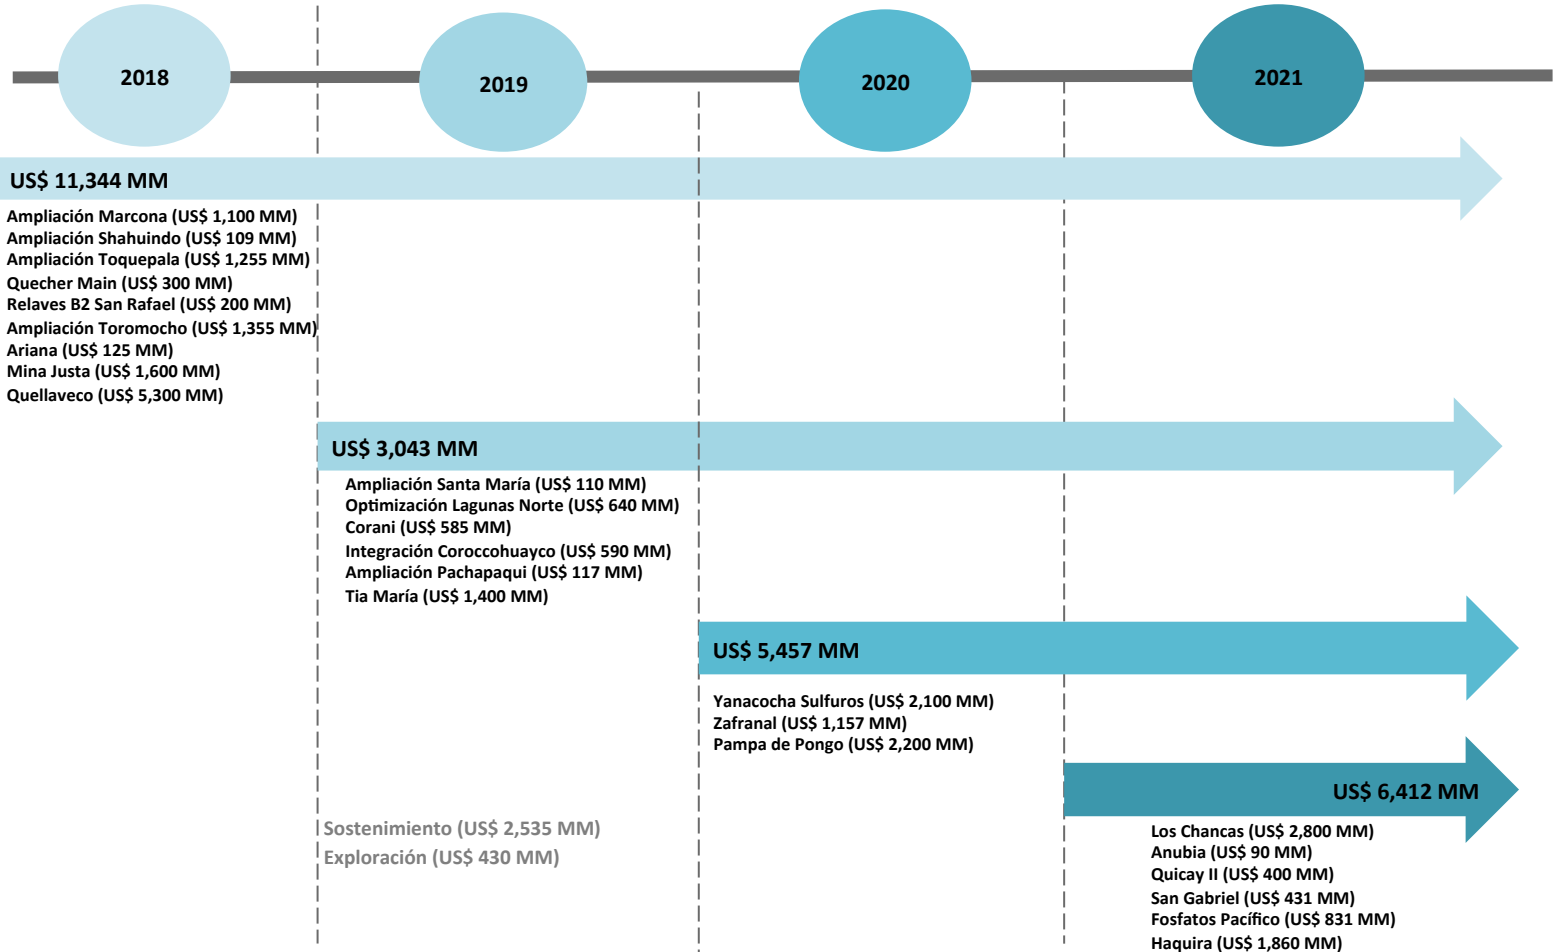 2018
2019
2020
2021
US$ 11,344 MM
Ampliación Marcona (US$ 1,100 MM)
Ampliación Shahuindo (US$ 109 MM)
Ampliación Toquepala (US$ 1,255 MM)
Quecher Main (US$ 300 MM)
Relaves B2 San Rafael (US$ 200 MM)
Ampliación Toromocho (US$ 1,355 MM)
Ariana (US$ 125 MM)
Mina Justa (US$ 1,600 MM)
Quellaveco (US$ 5,300 MM)
US$ 3,043 MM
Ampliación Santa María (US$ 110 MM)
Optimización Lagunas Norte (US$ 640 MM)
Corani (US$ 585 MM)
Integración Coroccohuayco (US$ 590 MM)
Ampliación Pachapaqui (US$ 117 MM)
Tia María (US$ 1,400 MM)
US$ 5,457 MM
Yanacocha Sulfuros (US$ 2,100 MM)
Zafranal (US$ 1,157 MM)
Pampa de Pongo (US$ 2,200 MM)
US$ 6,412 MM
Los Chancas (US$ 2,800 MM)
Anubia (US$ 90 MM)
Quicay II (US$ 400 MM)
San Gabriel (US$ 431 MM)
Fosfatos Pacífico (US$ 831 MM)
Haquira (US$ 1,860 MM)
Sostenimiento (US$ 2,535 MM)
Exploración (US$ 430 MM)